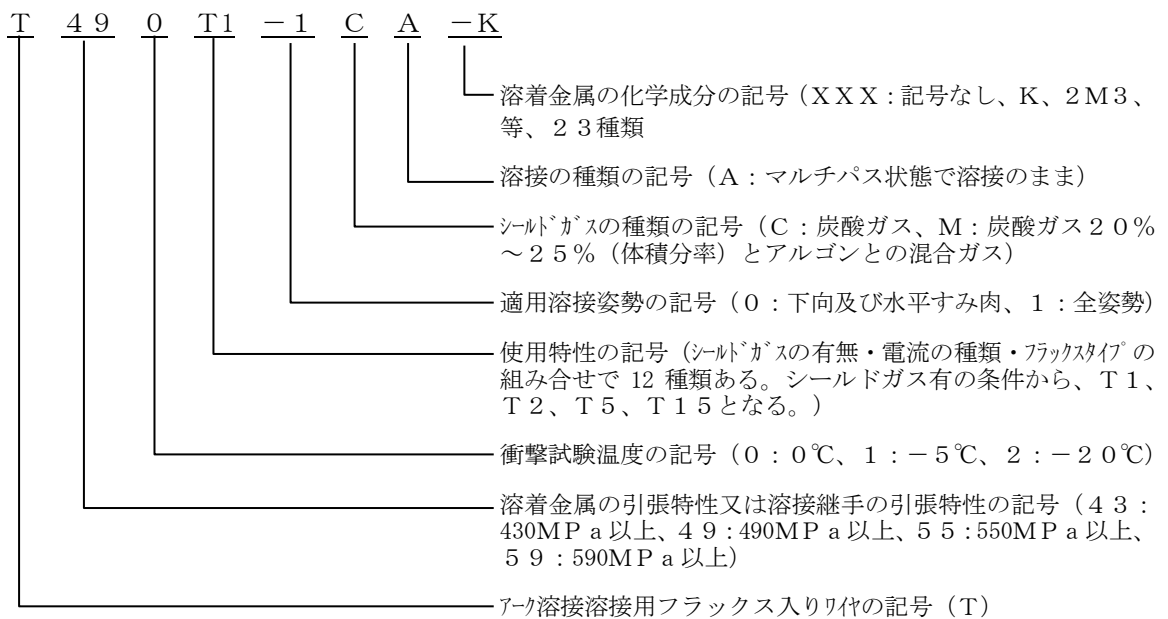 T 49 0 T1 －1 C A －K
溶着金属の化学成分の記号（ＸＸＸ：記号なし、Ｋ、２Ｍ３、
等、２３種類
溶接の種類の記号（Ａ：マルチパス状態で溶接のまま）
ｼｰﾙﾄﾞｶﾞｽの種類の記号（Ｃ：炭酸ガス、Ｍ：炭酸ガス２０％
～２５％（体積分率）とアルゴンとの混合ガス）
適用溶接姿勢の記号（０：下向及び水平すみ肉、１：全姿勢）
使用特性の記号（ｼｰﾙﾄﾞｶﾞｽの有無・電流の種類・ﾌﾗｯｸｽﾀｲﾌﾟの
組み合せで 12 種類ある。シールドガス有の条件から、Ｔ１、
Ｔ２、Ｔ５、Ｔ１５となる。）
衝撃試験温度の記号（０：０℃、１：－５℃、２：－２０℃）
溶着金属の引張特性又は溶接継手の引張特性の記号（４３：
430ＭＰａ以上、４９：490ＭＰａ以上、５５：550ＭＰａ以上、
５９：590ＭＰａ以上）
ｱｰｸ溶接溶接用フラックス入りﾜｲﾔの記号（Ｔ）